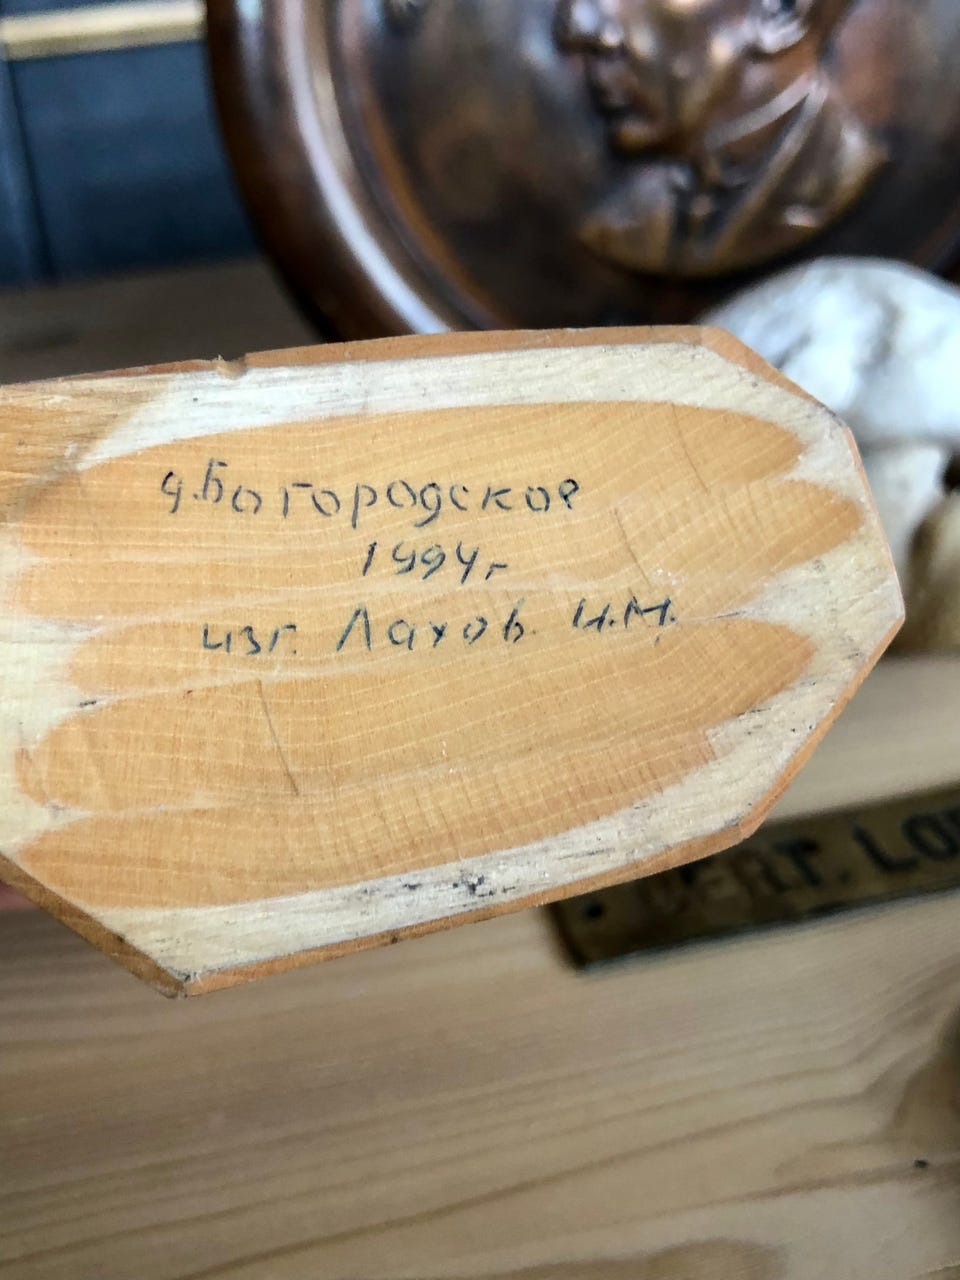 д. Богородское
1994г
изг. Лахов. Н.М.